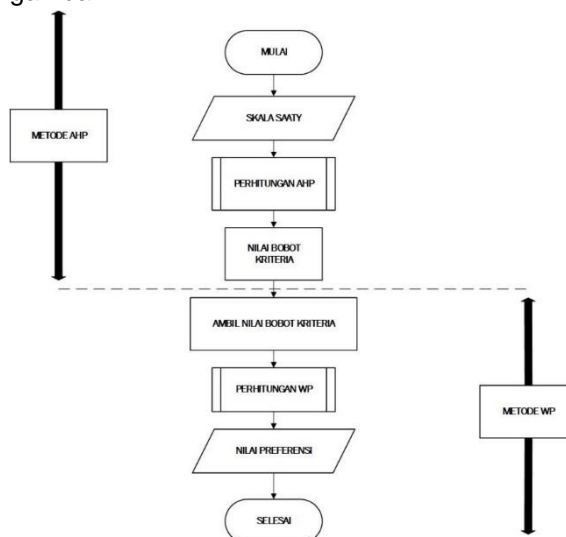 MULAI
SKALA SAATY
METODE AHP
PERHITUNGAN AHP
NILAI BOBOT
KRITERIA
AMBIL NILAI BOBOT KRITERIA
PERHITUNGAN WP
METODE WP
NILAI PREFERENSI
SELESAI